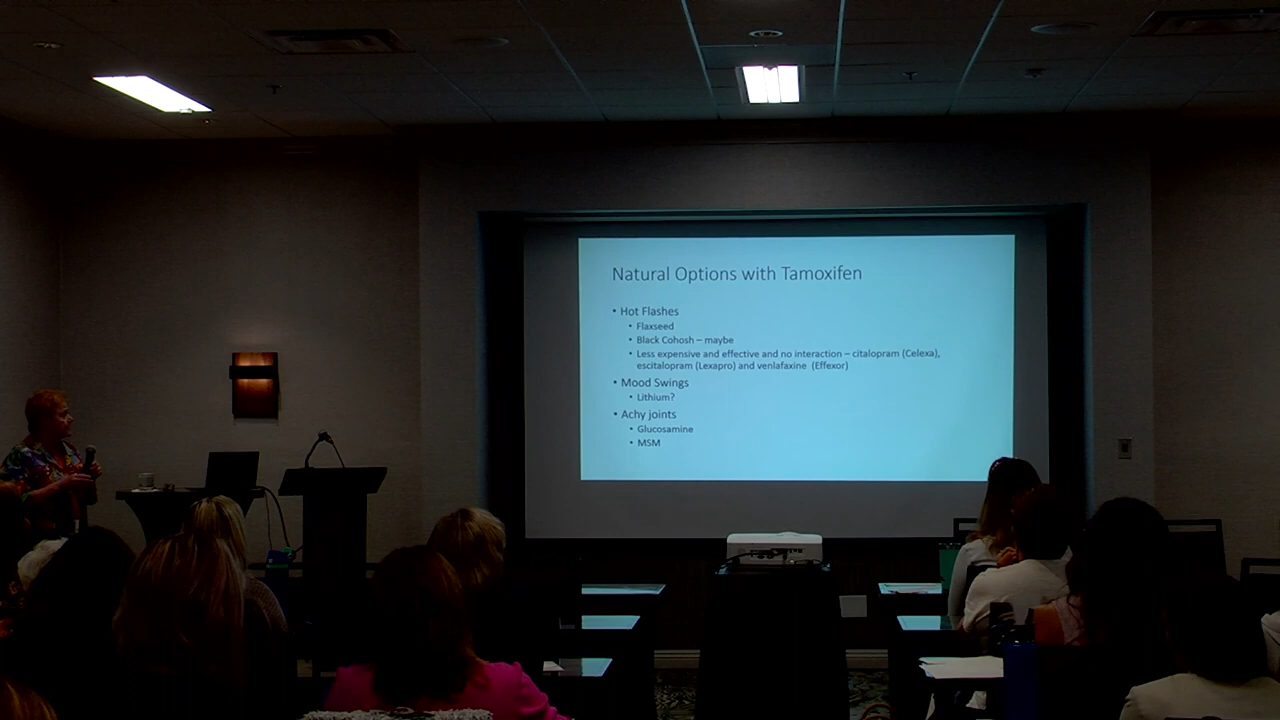 Natural Options with Tamoxifen
• Hot Flashes
• Flaxseed
• Black Cohosh – maybe
• Less expensive and effective and no interaction – citalopram (Celexa),
escitalopram (Lexapro) and venlafaxine (Effexor)
• Mood Swings
• Lithium?
• Achy joints
• Glucosamine
• MSM